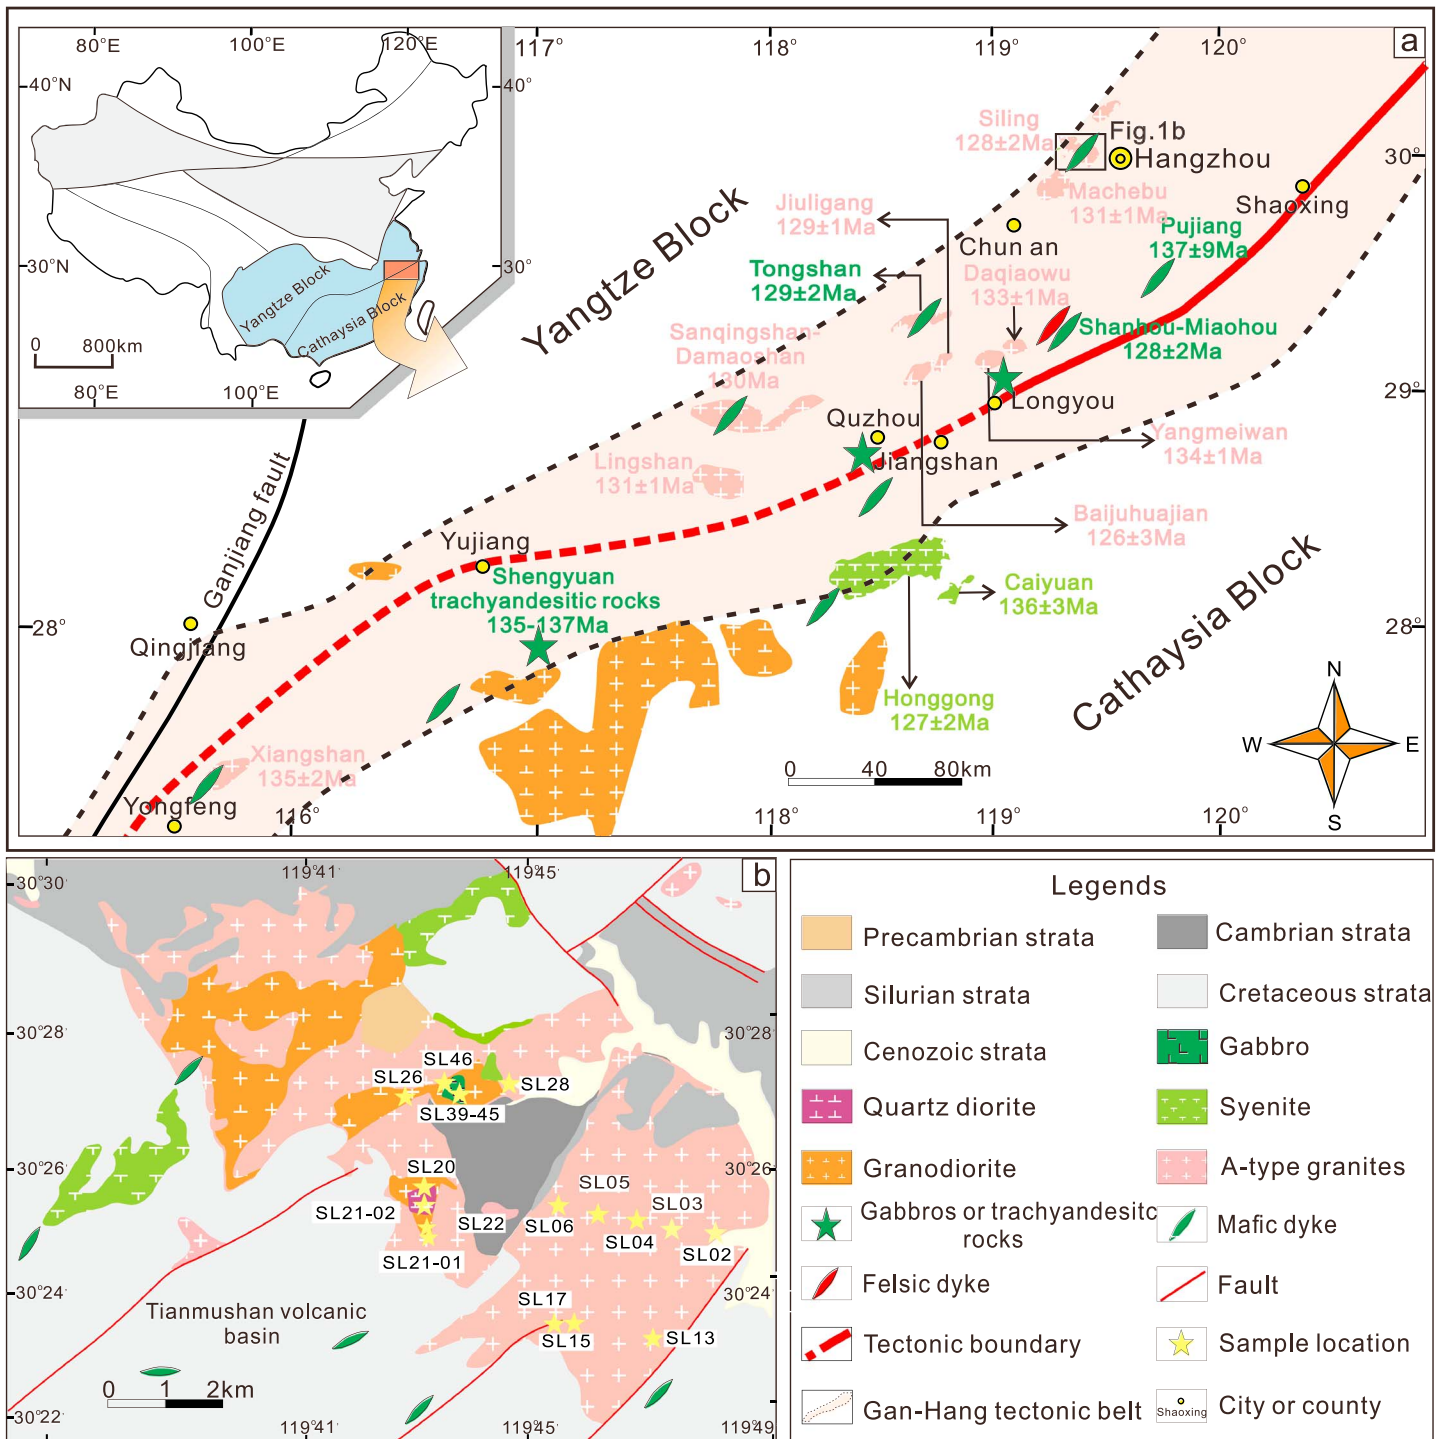 80°E
100°E
120°E
117°
118°
119°
120°
a
40°N
40°
30°N
30°
Yangtze Block
Cathaysia Block
0
800km
80°E
100°E
Siling
128±2Ma
Fig.1b
Hangzhou
30°
Machebu
131±1Ma
Shaoxing
Jiuligang
129±1Ma
Yangtze Block
Chun an
Pujiang
137±9Ma
Tongshan
129±2Ma
Daqiaowu
133±1Ma
Sanqingshan-
Damaoshan
130Ma
Shanhou-Miaohou
128±2Ma
29°
Longyou
Quzhou
Jiangshan
Yangmeiwan
134±1Ma
Lingshan
131±1Ma
Ganjiang fault
Baijuhuajian
126±3Ma
Yujiang
Shengyuan
trachyandesitic rocks
135-137Ma
Caiyuan
136±3Ma
Cathaysia Block
28°
28°
Qingjiang
Honggong
127±2Ma
N
W
E
S
Xiangshan
135±2Ma
0
40
80km
Yongfeng
116°
118°
119°
120°
b
30°30′
119°41′
119°45′
30°28′
30°28′
SL46
SL26
SL28
SL39-45
30°26′
30°26′
SL20
SL05
SL21-02
SL22
SL06
SL03
SL04
SL02
SL21-01
30°24′
30°24′
Tianmushan volcanic
basin
SL17
SL15
SL13
0
1
2km
30°22′
119°41′
119°45′
119°49′
Legends
Precambrian strata
Cambrian strata
Silurian strata
Cretaceous strata
Cenozoic strata
Gabbro
Quartz diorite
Syenite
Granodiorite
A-type granites
Gabbros or trachyandesitc
rocks
Mafic dyke
Felsic dyke
Fault
Tectonic boundary
Sample location
Gan-Hang tectonic belt
Shaoxing
City or county